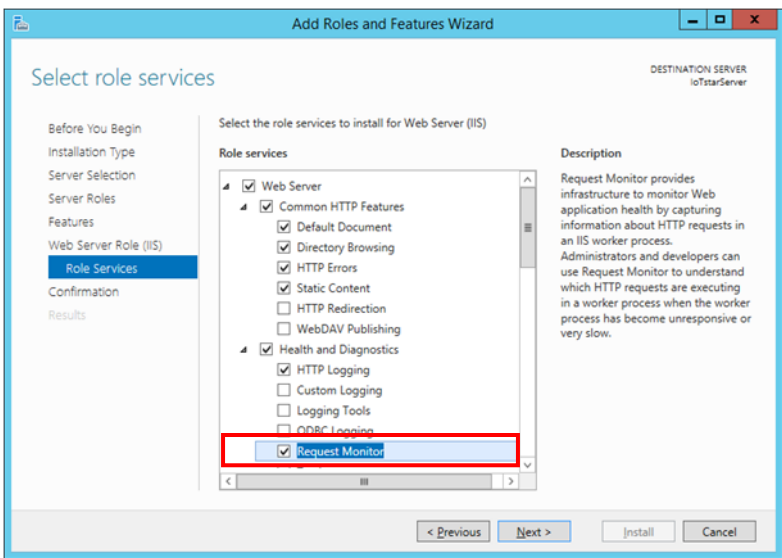 Add Roles and Features Wizard
Select role services
DESTINATION SERVER
IoTstarServer
Before You Begin
Installation Type
Server Selection
Server Roles
Features
Web Server Role (IIS)
Role Services
Confirmation
Results
Select the role services to install for Web Server (IIS)
Role services
Web Server
Common HTTP Features
Default Document
Directory Browsing
HTTP Errors
Static Content
HTTP Redirection
WebDAV Publishing
Health and Diagnostics
HTTP Logging
Custom Logging
Logging Tools
ODBC Logging
Request Monitor
Description
Request Monitor provides
infrastructure to monitor Web
application health by capturing
information about HTTP requests in
an IIS worker process.
Administrators and developers can
use Request Monitor to understand
which HTTP requests are executing
in a worker process when the worker
process has become unresponsive or
very slow.
< Previous
Next >
Install
Cancel